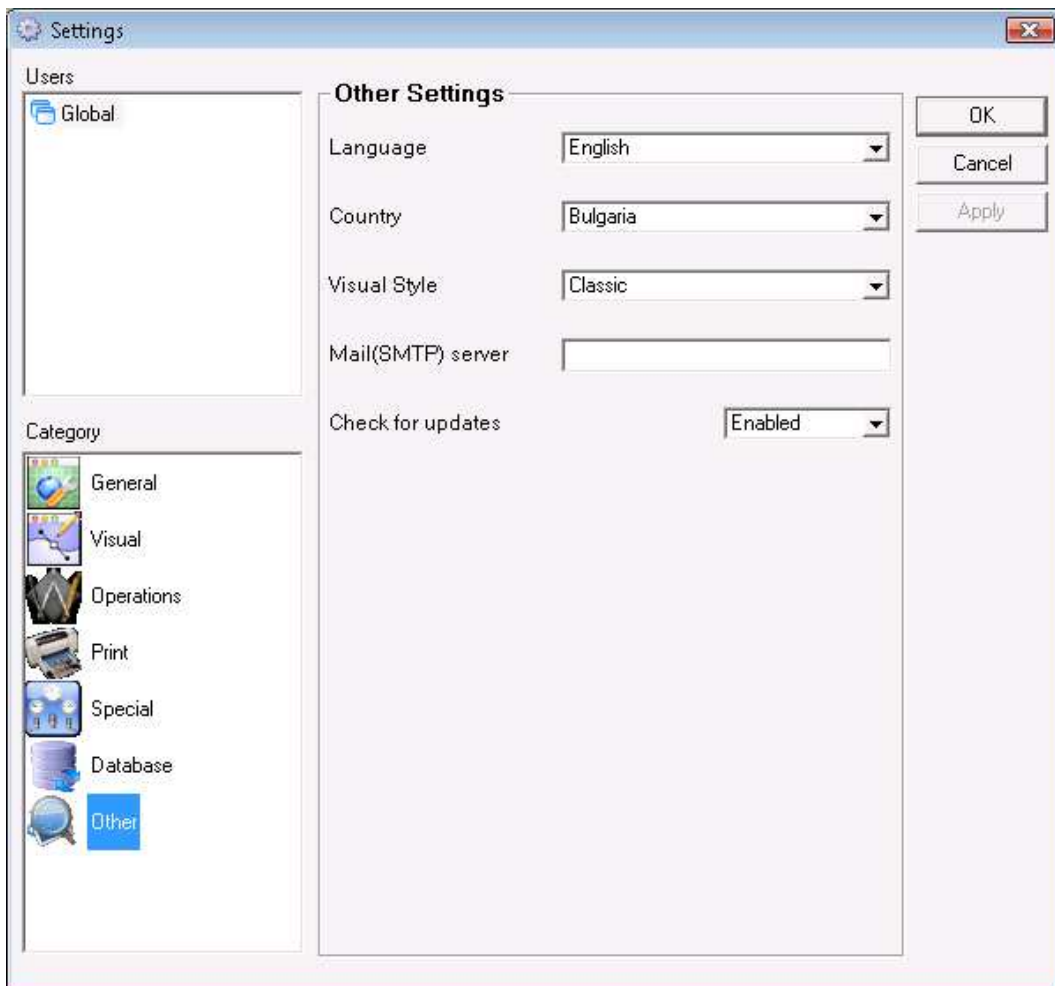 Settings
Users
Global
Category
General
Visual
Operations
Print
Special
Database
Other
Other Settings
Language English
Country Bulgaria
Visual Style Classic
Mail(SMTP) server
Check for updates Enabled
OK
Cancel
Apply